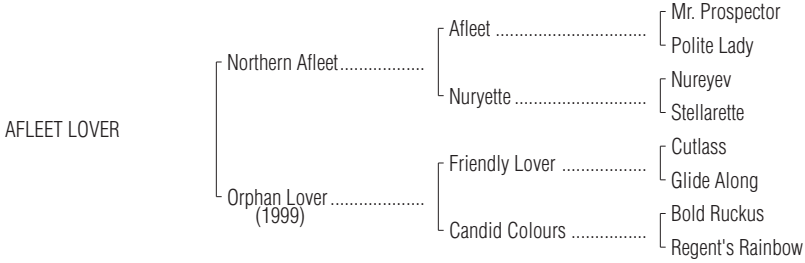 Mr. Prospector
Afleet ................................
Polite Lady
Northern Afleet..................
Nureyev
Nuryette ............................
Stellarette
AFLEET LOVER
Cutlass
Friendly Lover ..................
Glide Along
Orphan Lover....................
(1999)
Bold Ruckus
Candid Colours ................
Regent's Rainbow